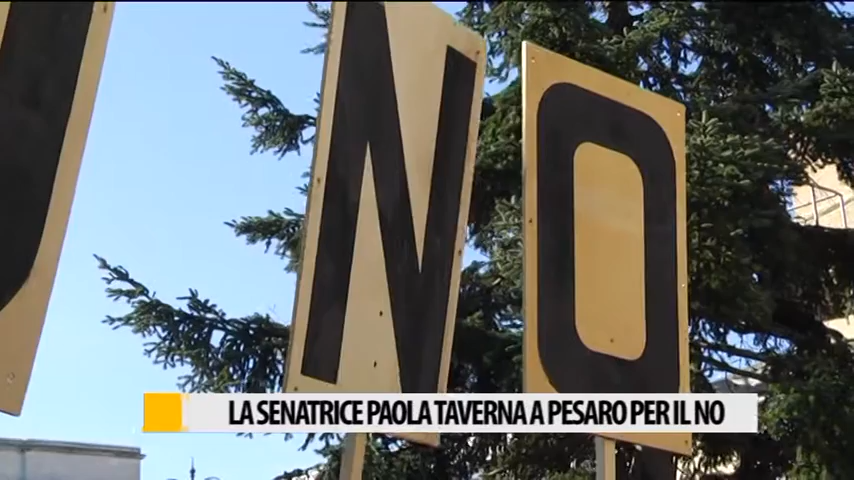 NO
LA SENATRICE PAOLA TAVERNA A PESARO PER IL NO